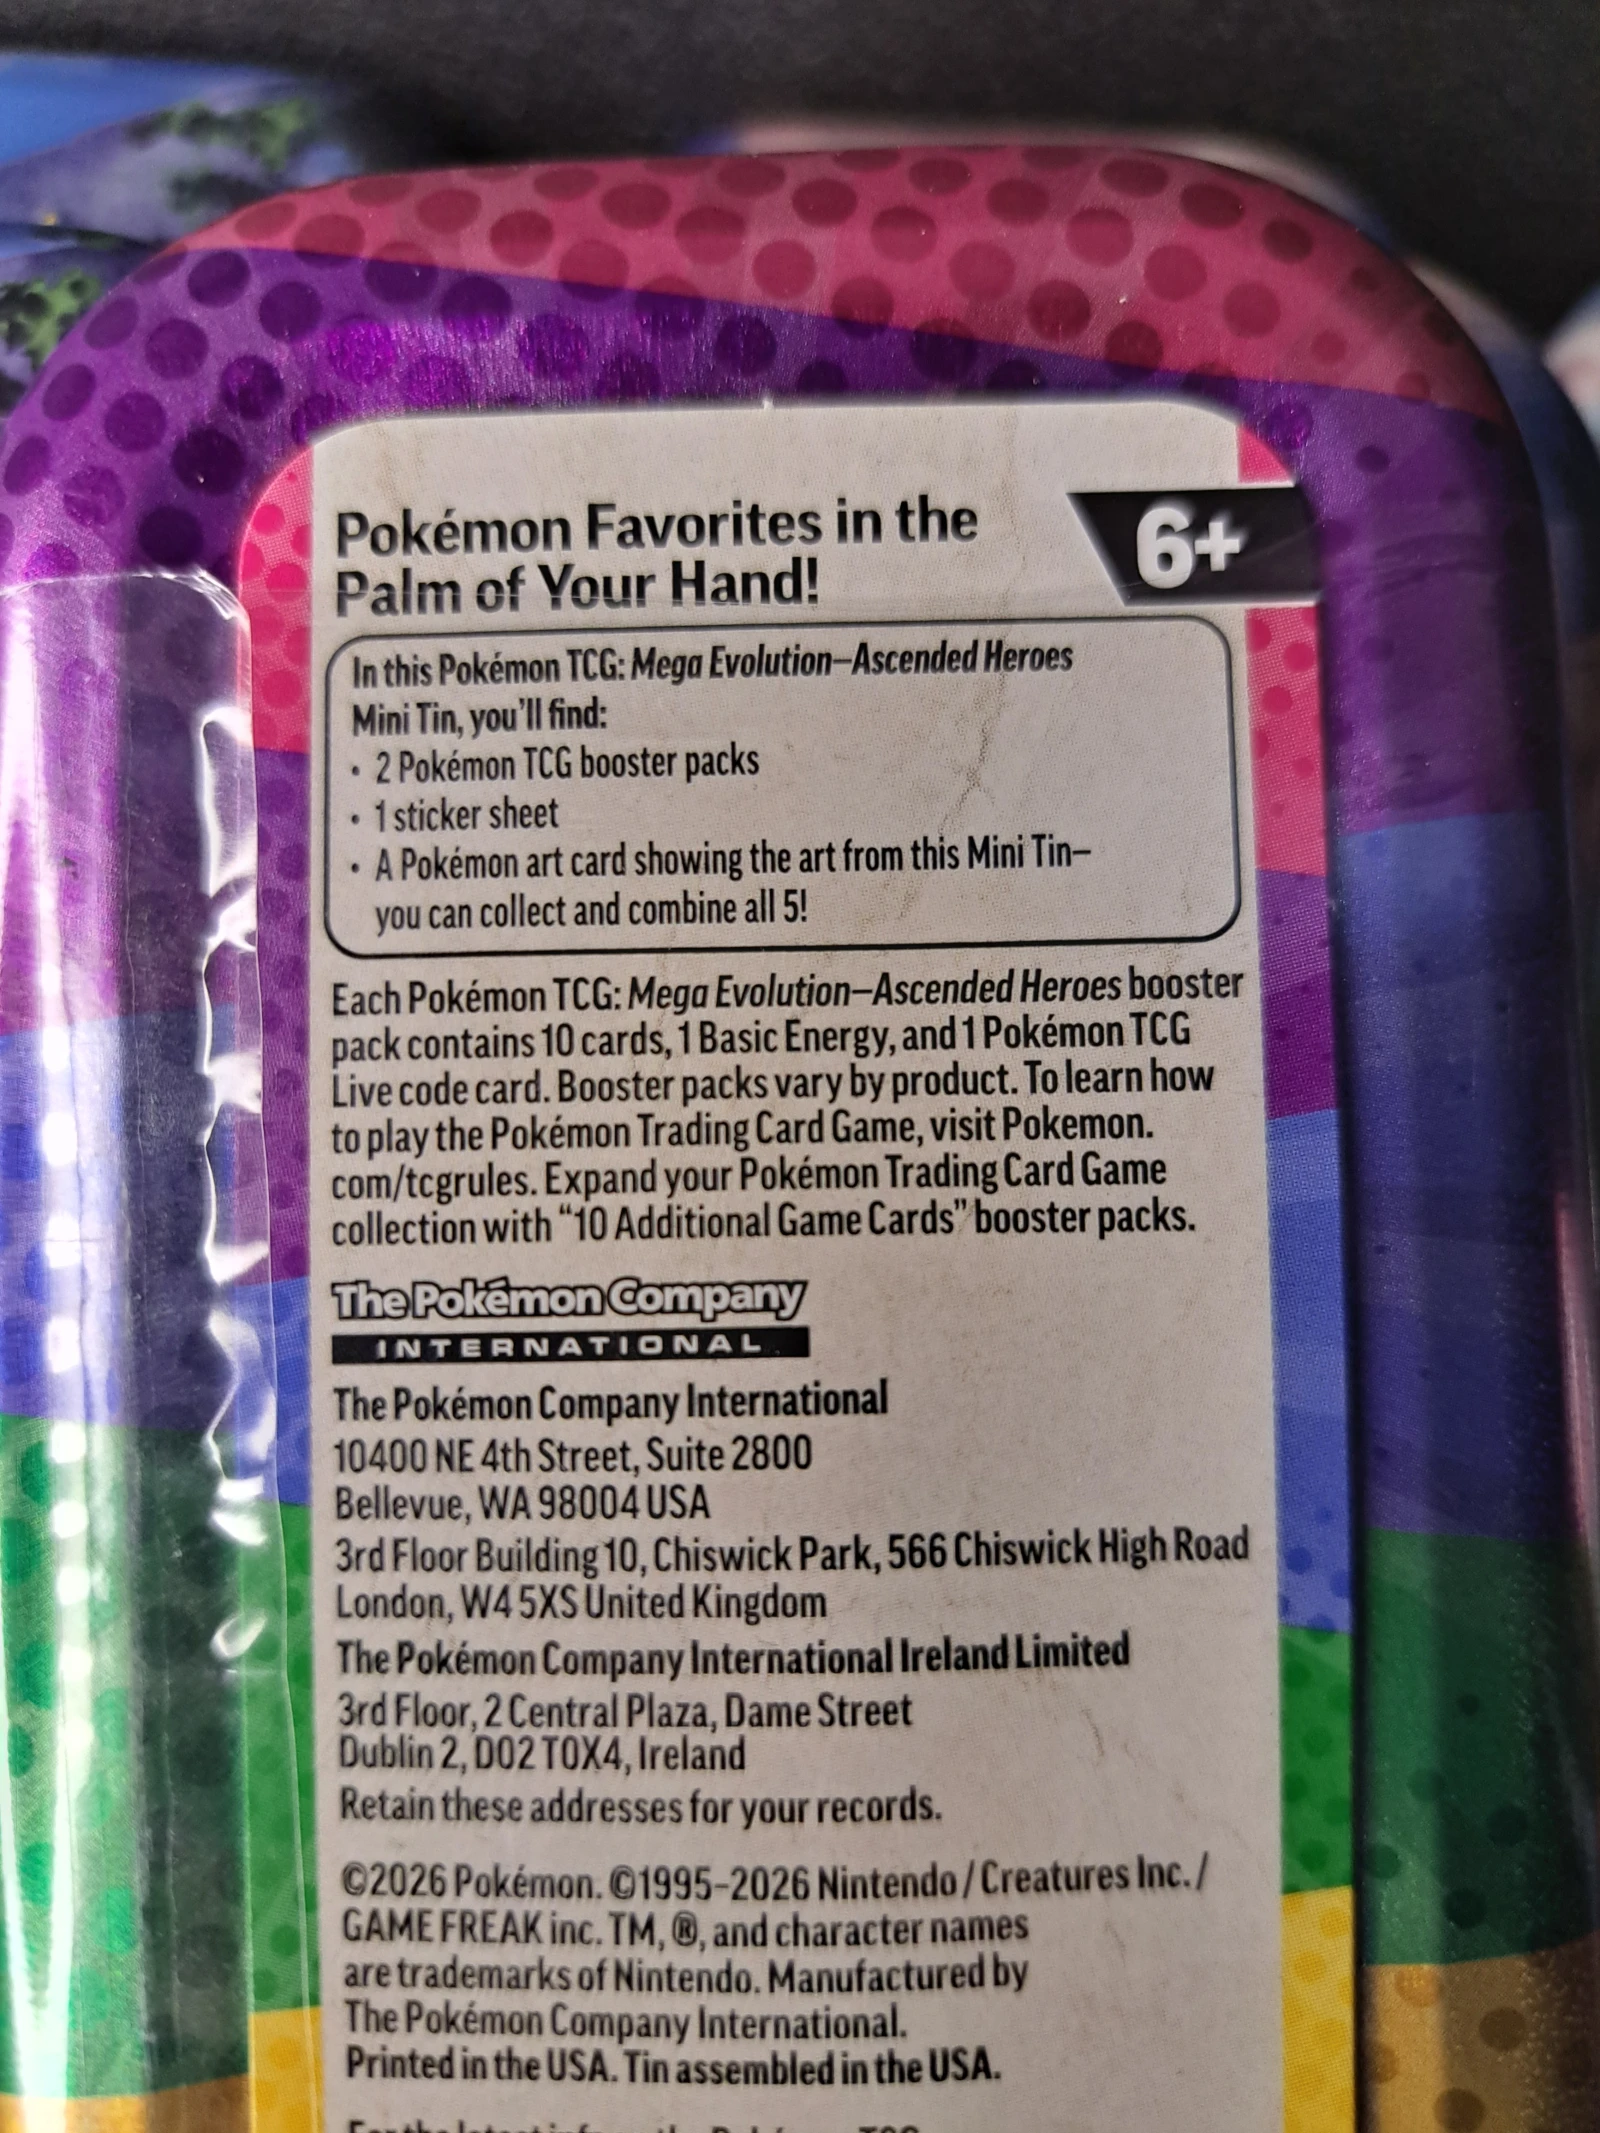 Pokémon Favorites in the
Palm of Your Hand!
6+
In this Pokémon TCG: Mega Evolution—Ascended Heroes
Mini Tin, you'll find:
• 2 Pokémon TCG booster packs
• 1 sticker sheet
• A Pokémon art card showing the art from this Mini Tin—
you can collect and combine all 5!
Each Pokémon TCG: Mega Evolution—Ascended Heroes booster
pack contains 10 cards, 1 Basic Energy, and 1 Pokémon TCG
Live code card. Booster packs vary by product. To learn how
to play the Pokémon Trading Card Game, visit Pokemon.
com/tcgrules. Expand your Pokémon Trading Card Game
collection with “10 Additional Game Cards” booster packs.
The Pokémon Company
INTERNATIONAL
The Pokémon Company International
10400 NE 4th Street, Suite 2800
Bellevue, WA 98004 USA
3rd Floor Building 10, Chiswick Park, 566 Chiswick High Road
London, W4 5XS United Kingdom
The Pokémon Company International Ireland Limited
3rd Floor, 2 Central Plaza, Dame Street
Dublin 2, D02 T0X4, Ireland
Retain these addresses for your records.
©2026 Pokémon. ©1995–2026 Nintendo / Creatures Inc. /
GAME FREAK inc. TM, ®, and character names
are trademarks of Nintendo. Manufactured by
The Pokémon Company International.
Printed in the USA. Tin assembled in the USA.